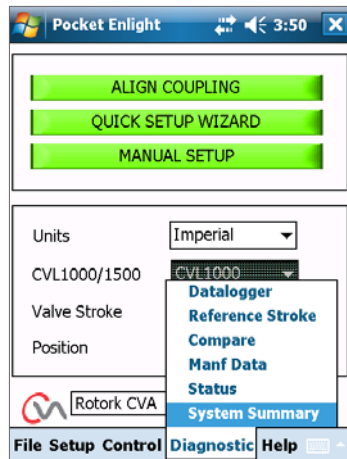 Pocket Enlight 3:50
ALIGN COUPLING
QUICK SETUP WIZARD
MANUAL SETUP
Units Imperial
CVL1000/1500 CVL1000
Valve Stroke
Position
Datalogger
Reference Stroke
Compare
Manf Data
Status
System Summary
Rotork CVA
File Setup Control Diagnostic Help